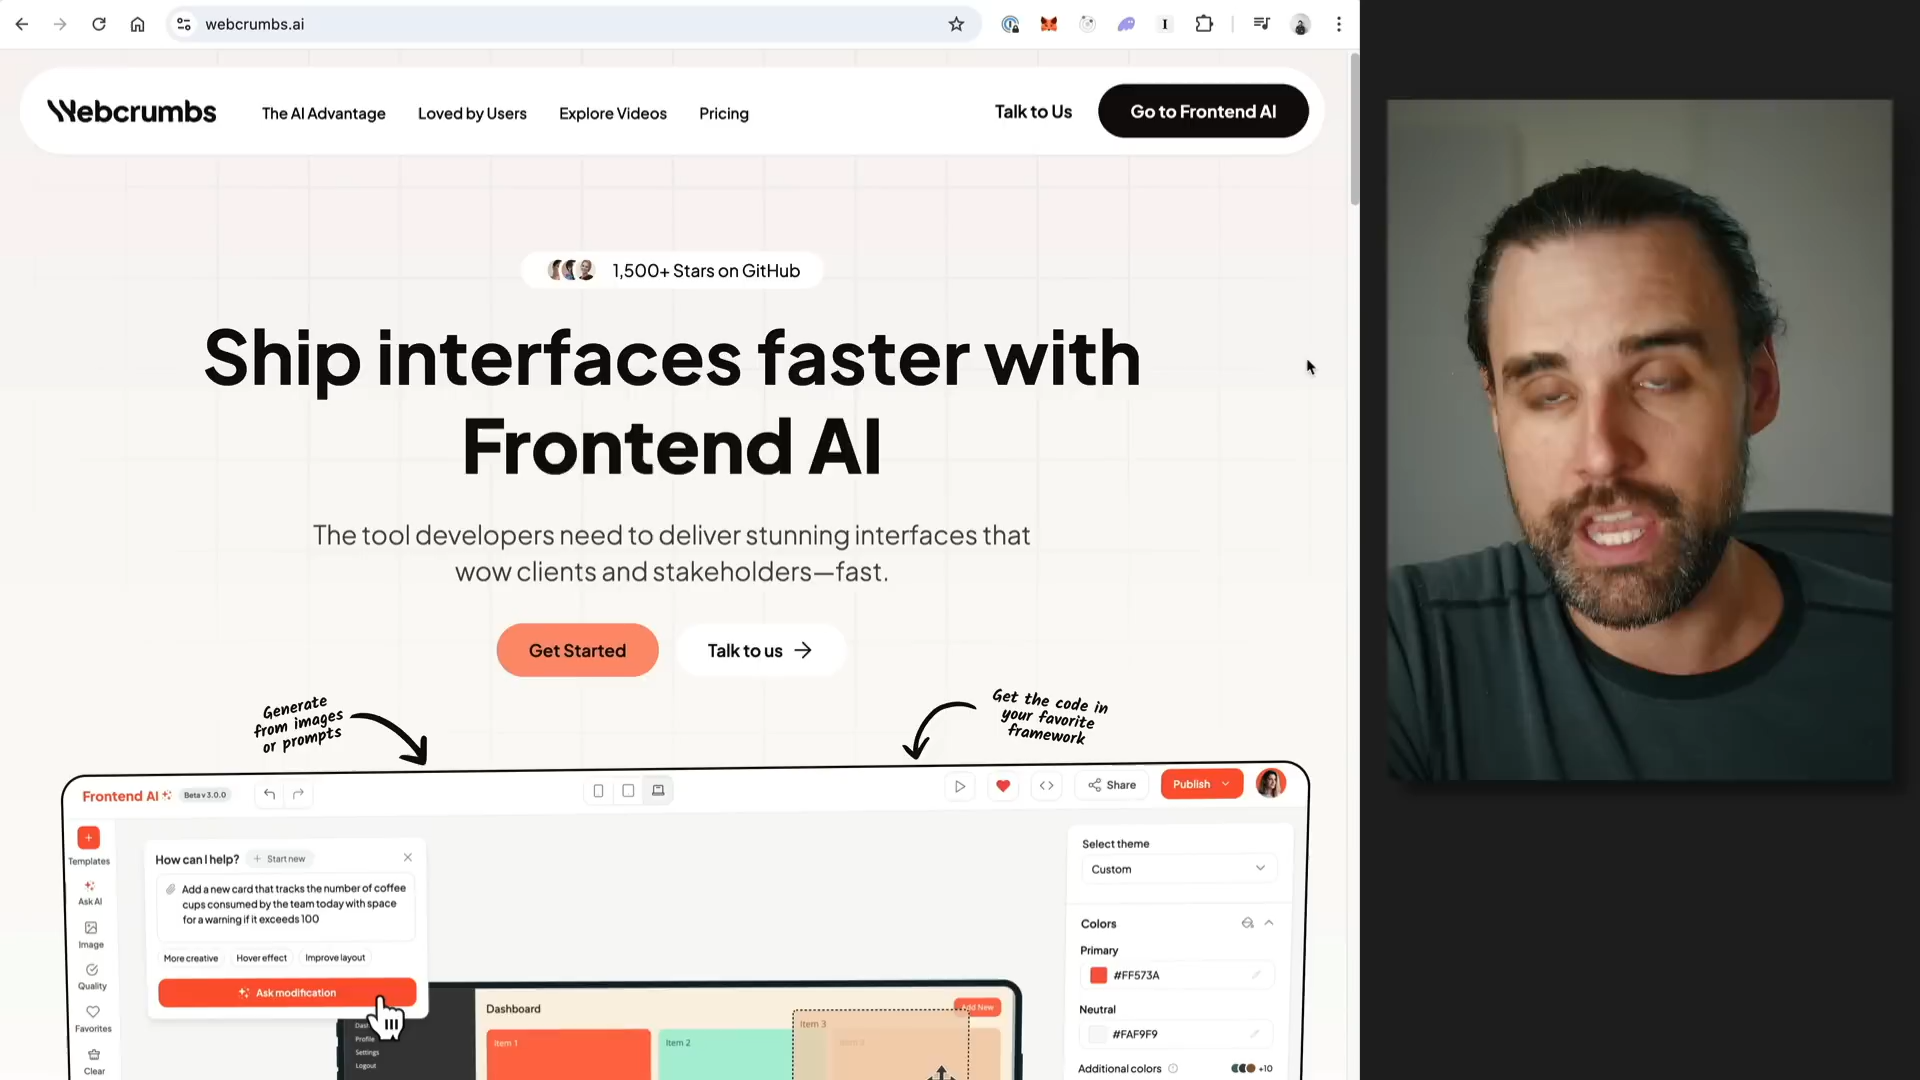 webcrumbs.ai
Webcrumbs
The AI Advantage
Loved by Users
Explore Videos
Pricing
Talk to Us
Go to Frontend AI
1,500+ Stars on GitHub
Ship interfaces faster with
Frontend AI
The tool developers need to deliver stunning interfaces that
wow clients and stakeholders—fast.
Get Started
Talk to us
Generate
from images
or prompts
Get the code in
your favorite
framework
Frontend AI
Beta v 3.0.0
Share
Publish
Templates
Ask AI
Image
Quality
Favorites
Clear
How can I help?
Start new
Add a new card that tracks the number of coffee
cups consumed by the team today with space
for a warning if it exceeds 100
More creative
Hover effect
Improve layout
Ask modification
Profile
Settings
Logout
Dashboard
Add New
Item 1
Item 2
Item 3
Select theme
Custom
Colors
Primary
#FF573A
Neutral
#FAF9F9
Additional colors
+10